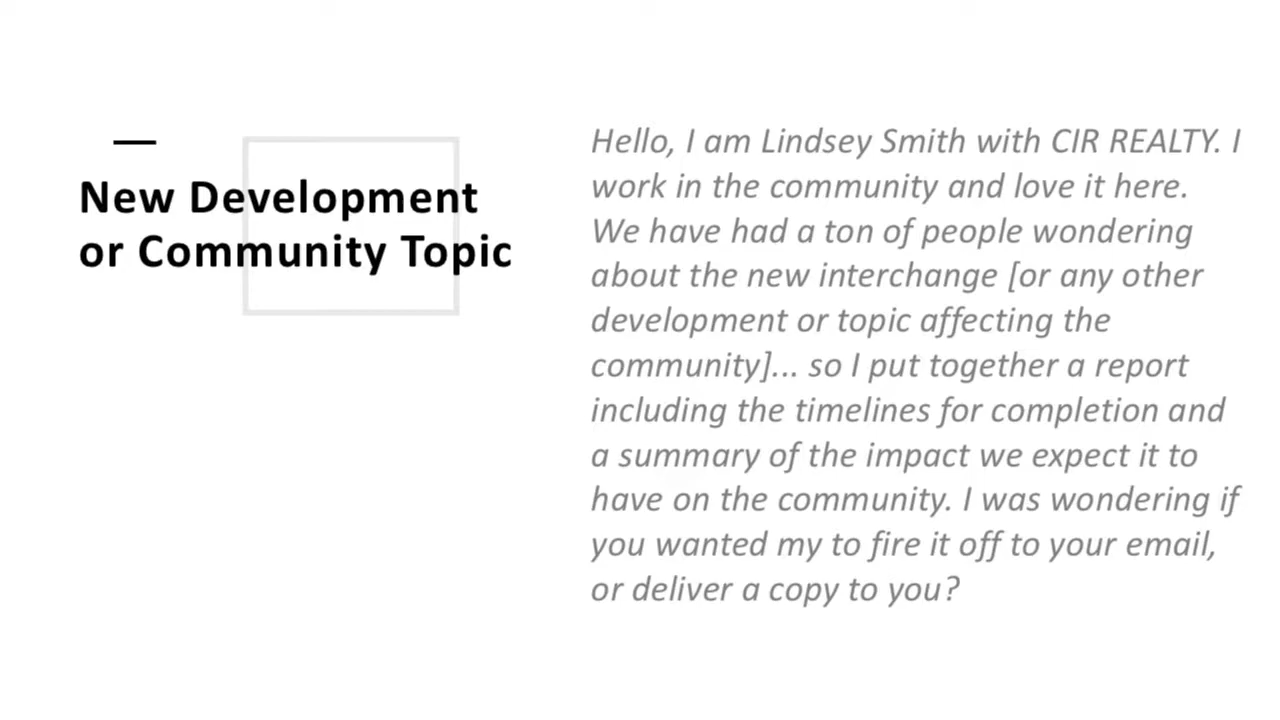 New Development
or Community Topic
Hello, I am Lindsey Smith with CIR REALTY. I
work in the community and love it here.
We have had a ton of people wondering
about the new interchange [or any other
development or topic affecting the
community]... so I put together a report
including the timelines for completion and
a summary of the impact we expect it to
have on the community. I was wondering if
you wanted my to fire it off to your email,
or deliver a copy to you?